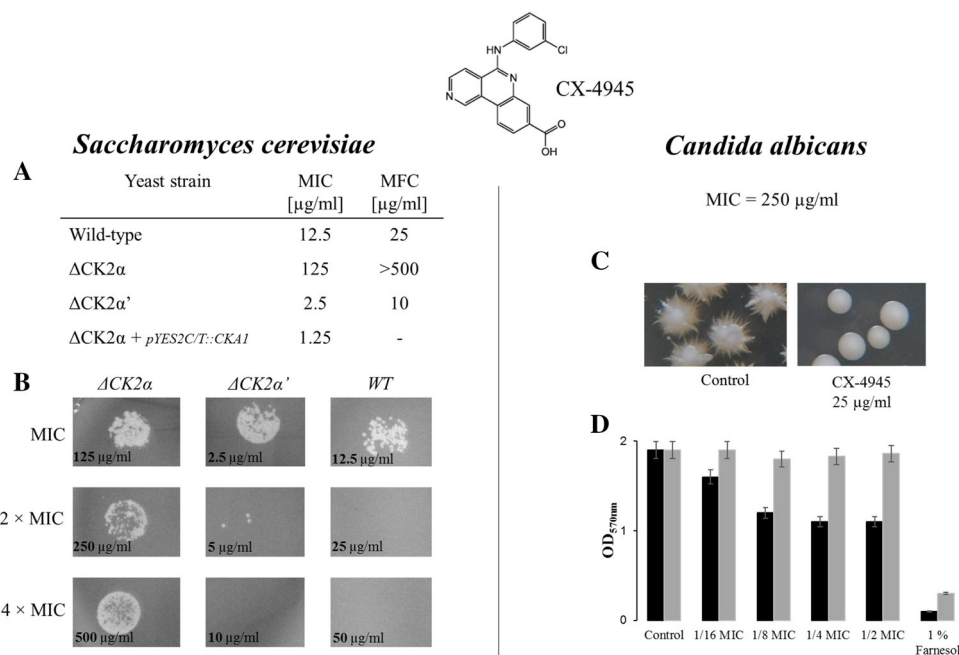 HN
Cl
N
N
CX-4945
O
OH
Saccharomyces cerevisiae
Candida albicans
A
Yeast strain MIC MFC
[µg/ml] [µg/ml]
Wild-type 12.5 25
ΔCK2α 125 >500
ΔCK2α’ 2.5 10
ΔCK2α + pYES2C/T::CKA1 1.25 -
MIC = 250 µg/ml
C
Control
CX-4945
25 µg/ml
B
ΔCK2α ΔCK2α’ WT
MIC
125 µg/ml 2.5 µg/ml 12.5 µg/ml
2 × MIC
250 µg/ml 5 µg/ml 25 µg/ml
4 × MIC
500 µg/ml 10 µg/ml 50 µg/ml
D
2
1
0
OD570nm
Control 1/16 MIC 1/8 MIC 1/4 MIC 1/2 MIC 1 %
Farnesol